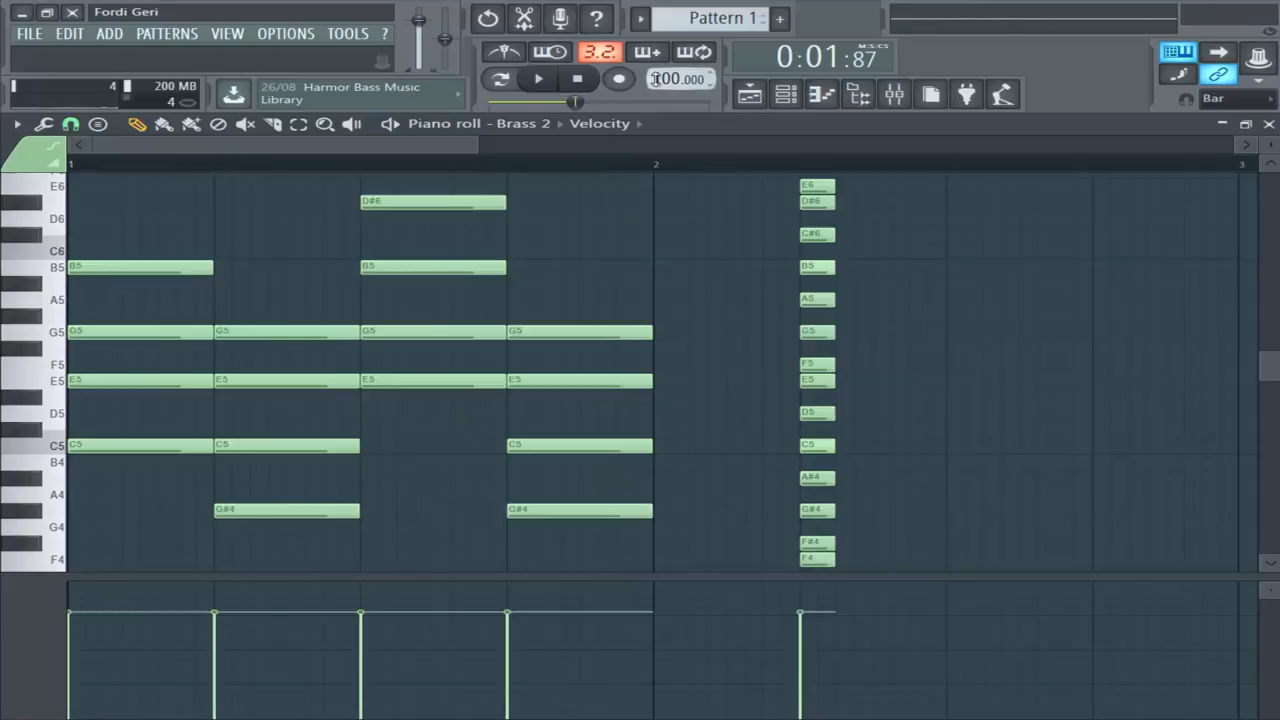 Fordi Geri
FILE EDIT ADD PATTERNS VIEW OPTIONS TOOLS ?
4 200 MB
4
26/08 Harmor Bass Music
Library
3.2.
Pattern 1
+
00.000
0:01:87
M:S:CS
Bar
Piano roll - Brass 2 Velocity
1 2 3
E6
D6
C6
B5
A5
G5
F5
E5
D5
C5
B4
A4
G4
F4
D#6
B5 B5
G5 G5 G5 G5
E5 E5 E5 E5
C5 C5 C5
G#4 G#4
E6
D#6
C#6
B5
A5
G5
F5
E5
D5
C5
A#4
G#4
F#4
F4